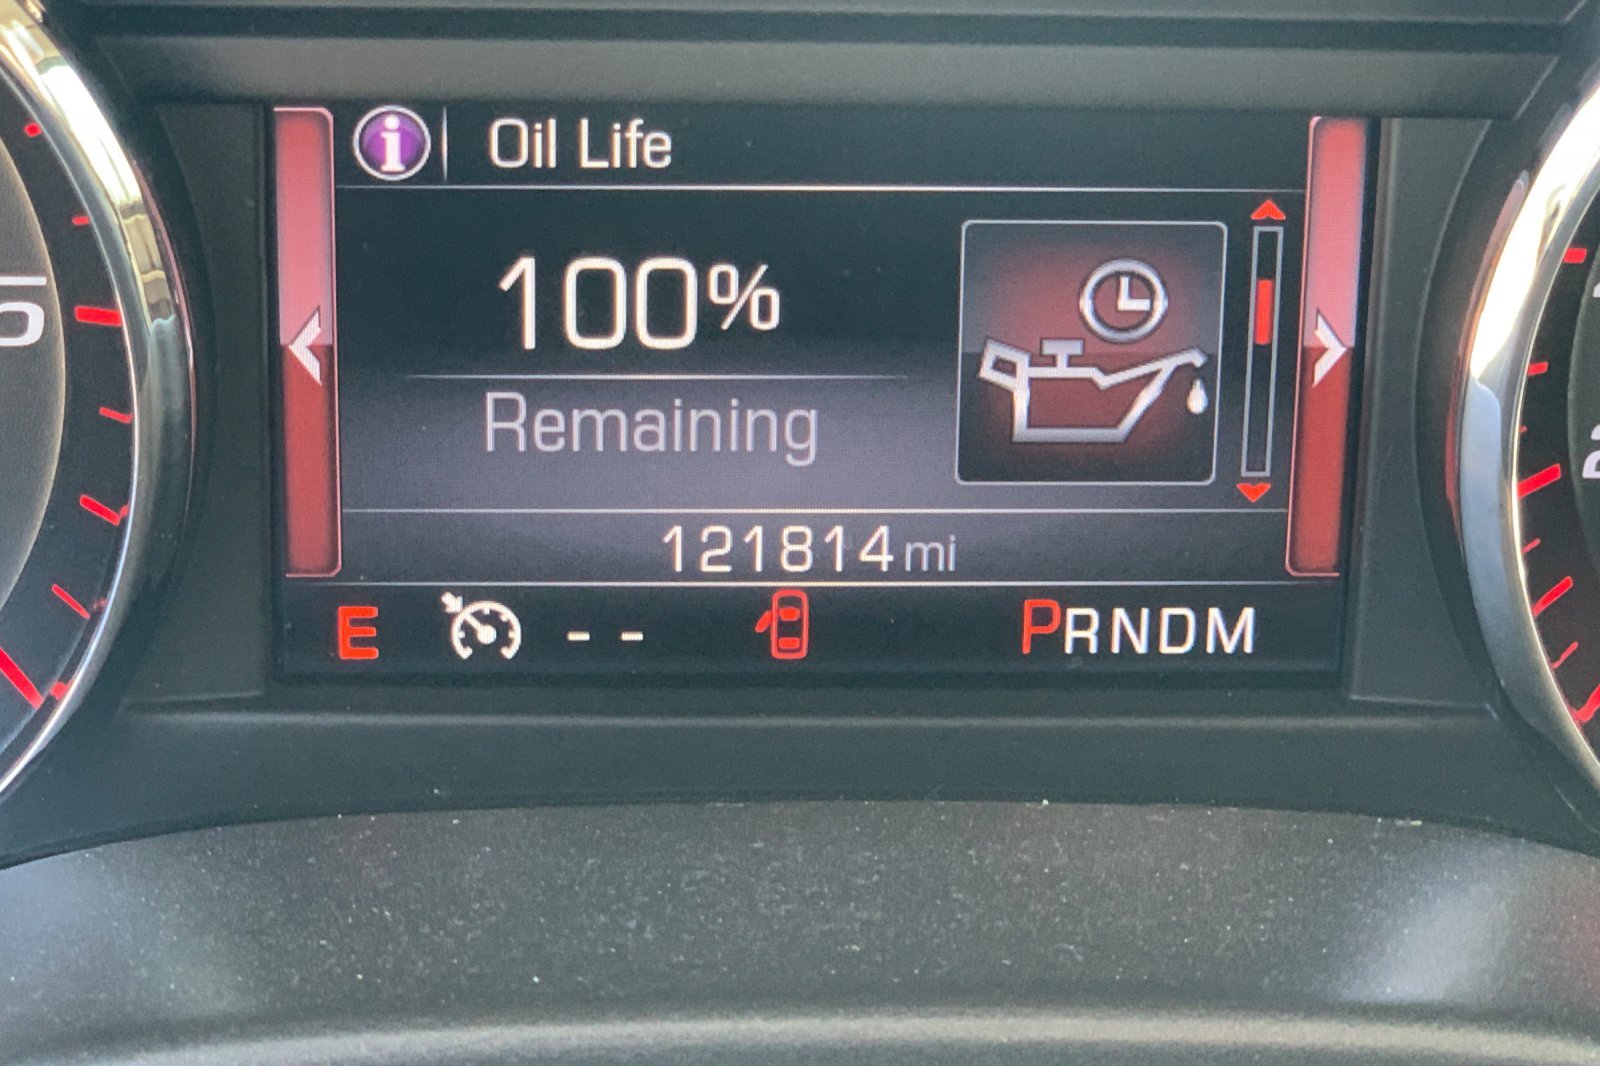 i Oil Life
100%
Remaining
121814 mi
E -- PRNDM